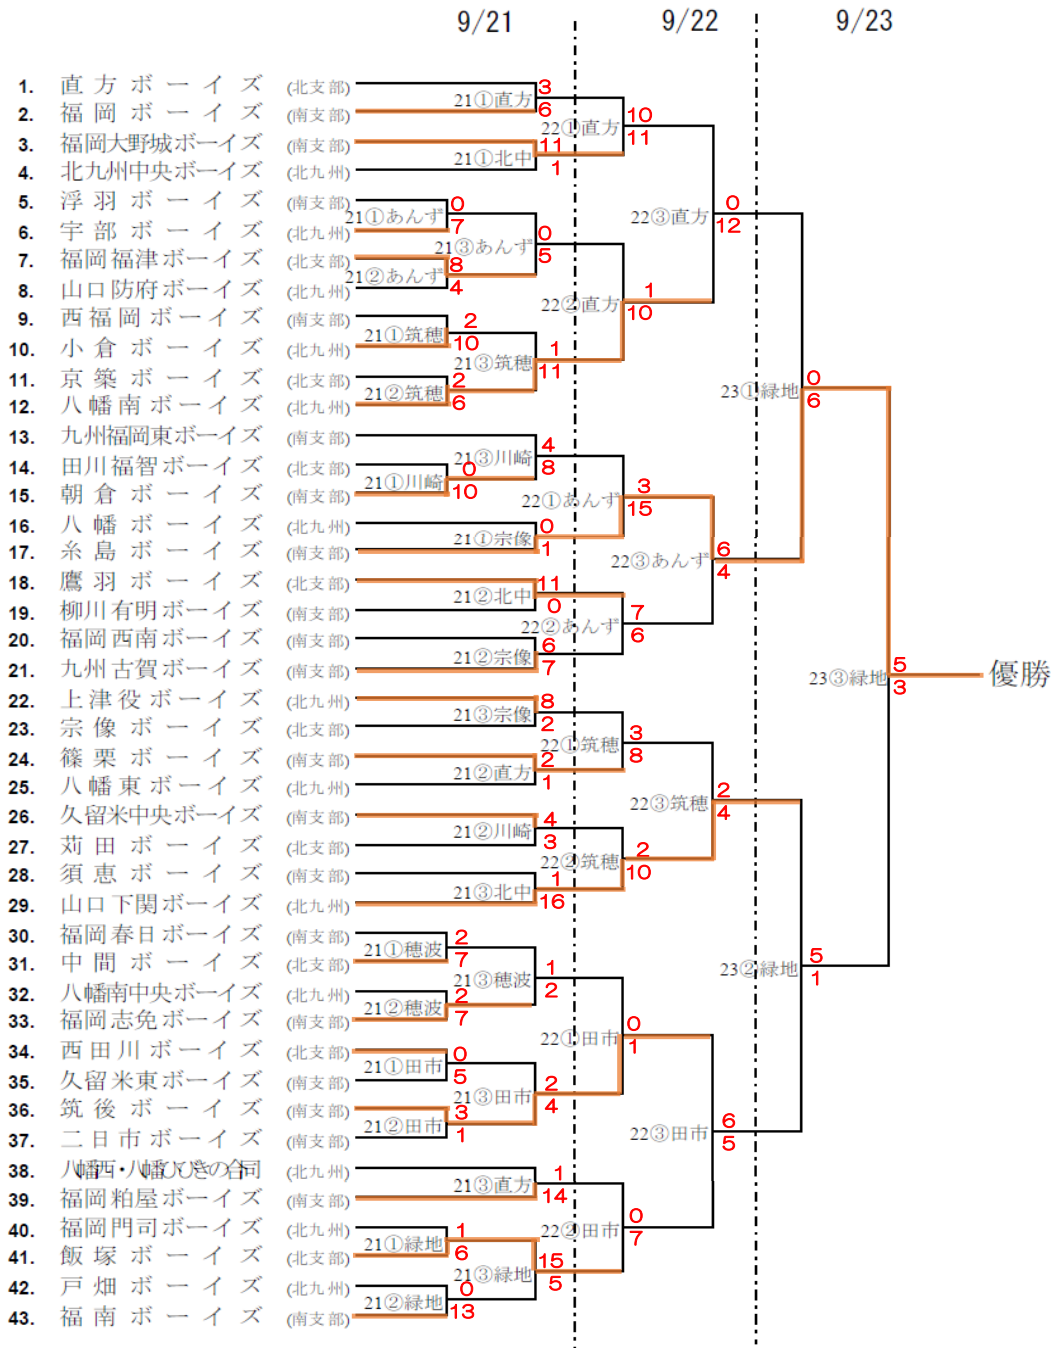 9/21 9/22 9/23
1. 直方ボーイズ (北支部)
2. 福岡ボーイズ (南支部)
3. 福岡大野城ボーイズ (南支部)
4. 北九州中央ボーイズ (北九州)
5. 浮羽ボーイズ (南支部)
6. 宇部ボーイズ (北九州)
7. 福岡福津ボーイズ (北支部)
8. 山口防府ボーイズ (北九州)
9. 西福岡ボーイズ (南支部)
10. 小倉ボーイズ (北九州)
11. 京築ボーイズ (北支部)
12. 八幡南ボーイズ (北九州)
13. 九州福岡東ボーイズ (南支部)
14. 田川福智ボーイズ (北支部)
15. 朝倉ボーイズ (南支部)
16. 八幡ボーイズ (北九州)
17. 糸島ボーイズ (南支部)
18. 鷹羽ボーイズ (北支部)
19. 柳川有明ボーイズ (南支部)
20. 福岡西南ボーイズ (南支部)
21. 九州古賀ボーイズ (南支部)
22. 上津役ボーイズ (北九州)
23. 宗像ボーイズ (北支部)
24. 篠栗ボーイズ (南支部)
25. 八幡東ボーイズ (北九州)
26. 久留米中央ボーイズ (南支部)
27. 苅田ボーイズ (北支部)
28. 須恵ボーイズ (南支部)
29. 山口下関ボーイズ (北九州)
30. 福岡春日ボーイズ (南支部)
31. 中間ボーイズ (北支部)
32. 八幡南中央ボーイズ (北九州)
33. 福岡志免ボーイズ (南支部)
34. 西田川ボーイズ (北支部)
35. 久留米東ボーイズ (南支部)
36. 筑後ボーイズ (南支部)
37. 二日市ボーイズ (南支部)
38. 八幡西・八幡ひびきの合同 (北九州)
39. 福岡粕屋ボーイズ (南支部)
40. 福岡門司ボーイズ (北九州)
41. 飯塚ボーイズ (北支部)
42. 戸畑ボーイズ (北九州)
43. 福南ボーイズ (南支部)
21①直方 3 6
21①北中 11 1
21①あんず 0 7
21②あんず 8 4
21③あんず 0 5
21①筑穂 2 10
21②筑穂 2 6
21③筑穂 1 11
21①川崎 0 10
21③川崎 4 8
21①宗像 0 1
21②北中 11 0
21②宗像 6 7
21③宗像 8 2
21②直方 2 1
21②川崎 4 3
21③北中 1 16
21①穂波 2 7
21②穂波 2 7
21③穂波 1 2
21①田市 0 5
21②田市 3 1
21③田市 2 4
21③直方 1 14
21①緑地 1 6
21②緑地 0 13
21③緑地 15 5
22①直方 10 11
22②直方 1 10
22③直方 0 12
22①あんず 3 15
22②あんず 7 6
22③あんず 6 4
22①筑穂 3 8
22②筑穂 2 10
22③筑穂 2 4
22①田市 0 1
22②田市 0 7
22③田市 6 5
23①緑地 0 6
23②緑地 5 1
23③緑地 5 3
優勝